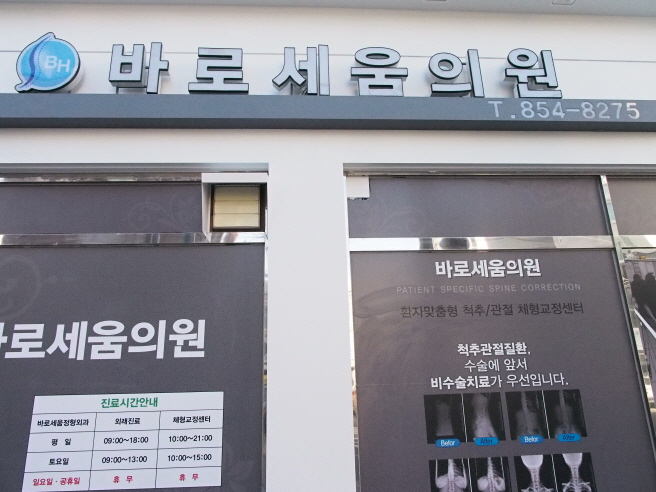 BH 바로세움의원
T.854-8275
바로세움의원
진료시간안내
바로세움정형외과 외래진료 체형교정센터
평 일 09:00~18:00 10:00~21:00
토요일 09:00~13:00 10:00~15:00
일요일·공휴일 휴 무 휴 무
바로세움의원
PATIENT SPECIFIC SPINE CORRECTION
환자맞춤형 척추/관절 체형교정센터
척추관절질환,
수술에 앞서
비수술치료가 우선입니다.
Befor After Befor After